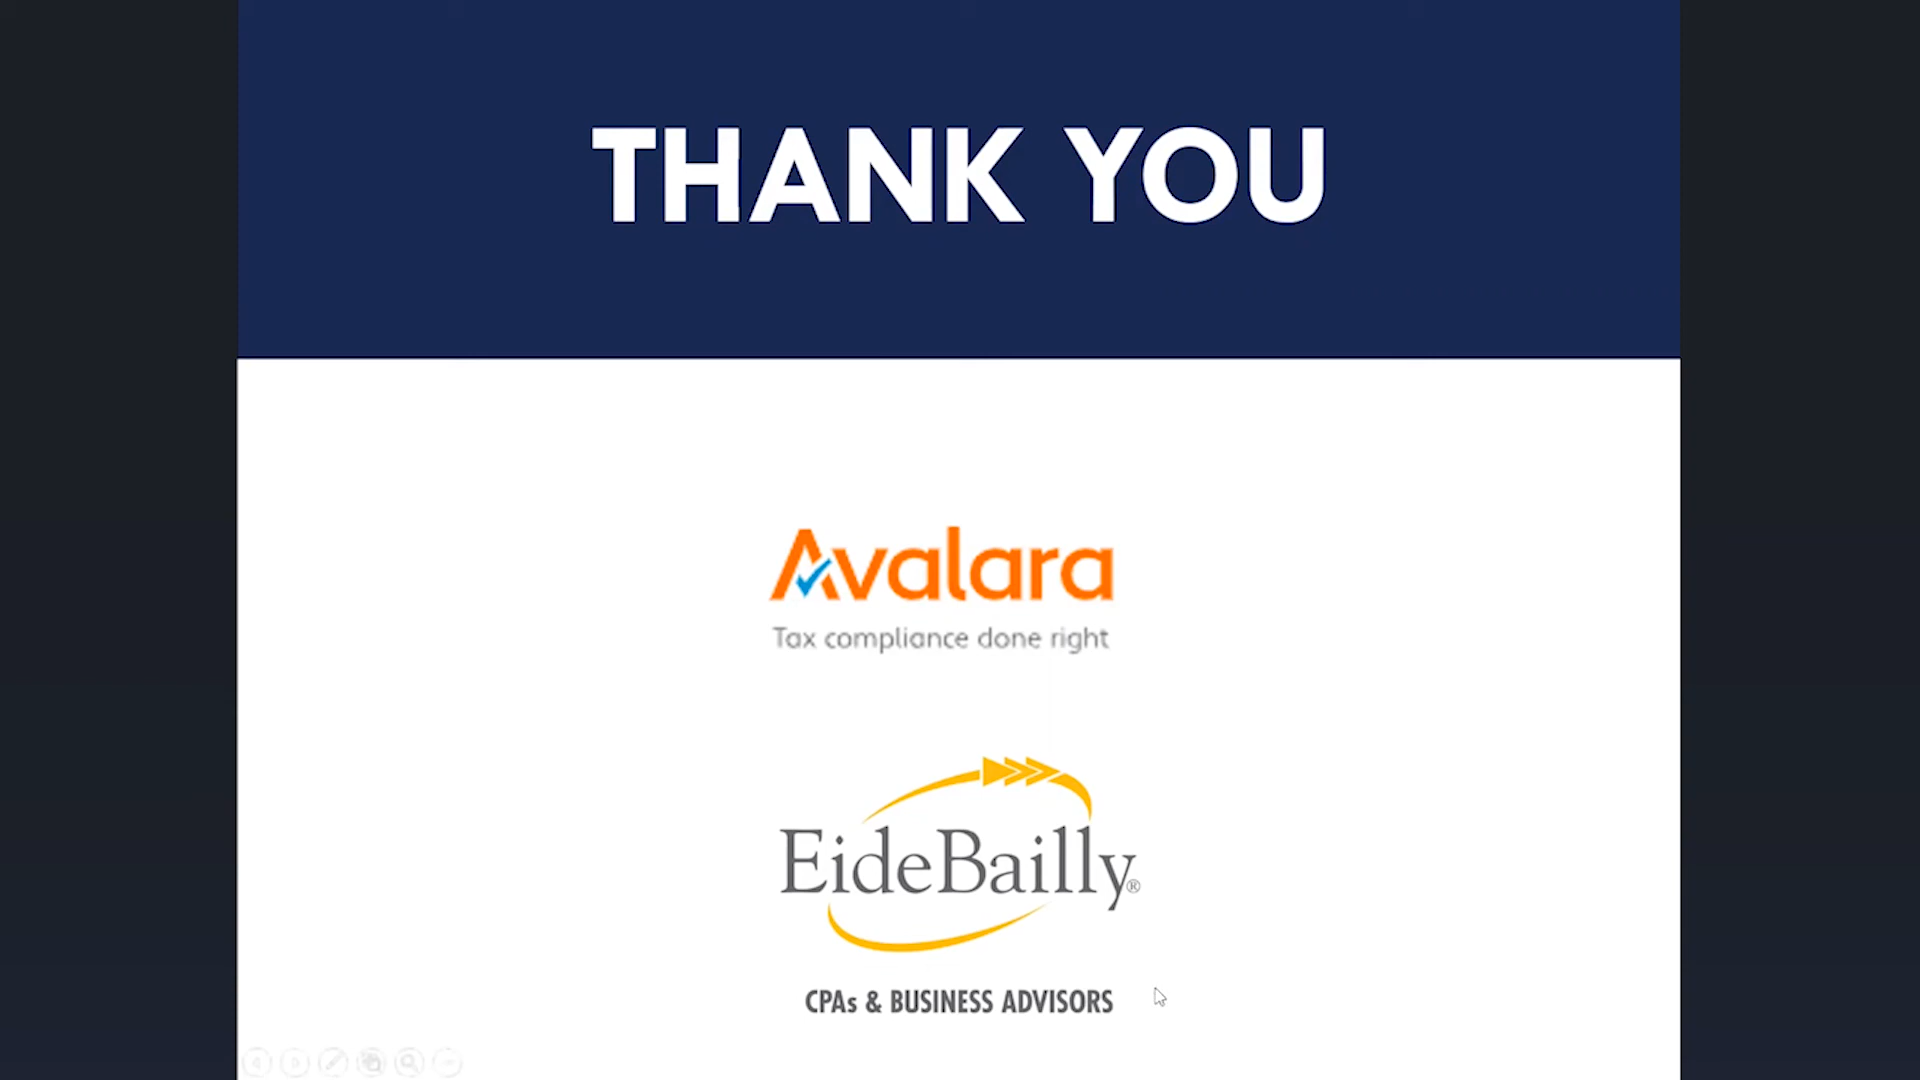 THANK YOU
Avalara
Tax compliance done right
EideBailly®
CPAs & BUSINESS ADVISORS